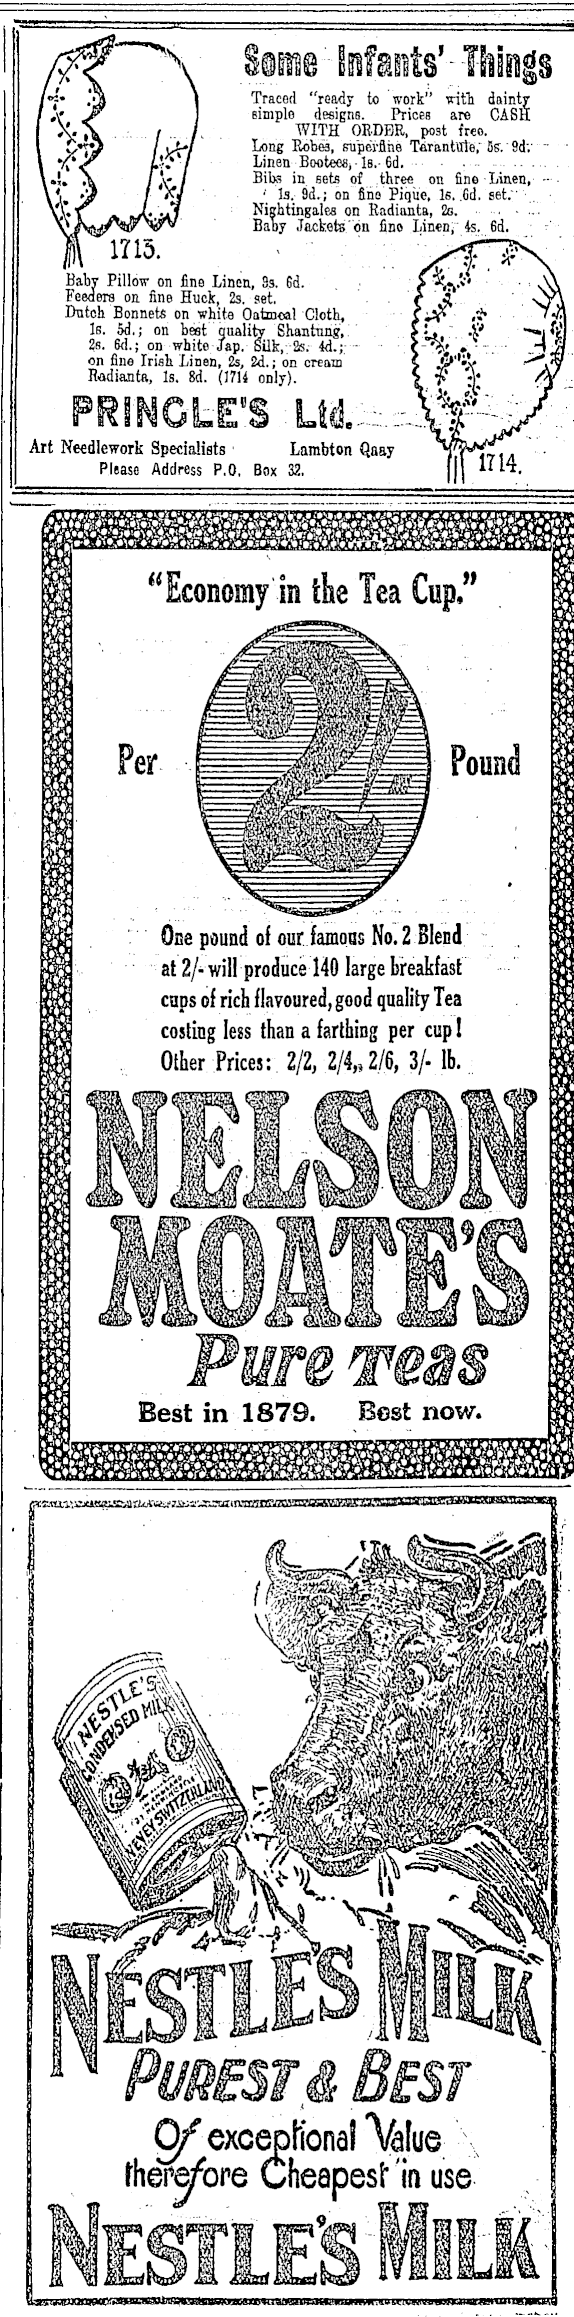 Some Infants' Things
Traced "ready to work" with dainty
simple designs. Prices are CASH
WITH ORDER, post free.
Long Robes, superfine Tarantule, 5s. 9d.
Linen Bootees, 1s. 6d.
Bibs in sets of three on fine Linen,
1s. 9d.; on fine Pique, 1s. 6d. set.
Nightingales on Radianta, 2s.
Baby Jackets on fine Linen, 4s. 6d.
1713.
Baby Pillow on fine Linen, 3s. 6d.
Feeders on fine Huck, 2s. set.
Dutch Bonnets on white Oatmeal Cloth,
1s. 5d.; on best quality Shantung,
2s. 6d.; on white Jap. Silk, 2s. 4d.;
on fine Irish Linen, 2s, 2d.; on cream
Radianta, 1s. 8d. (1714 only).
PRINGLE'S Ltd.
Art Needlework Specialists Lambton Quay
Please Address P.O. Box 32.
1714.
"Economy in the Tea Cup."
Per 2/- Pound
One pound of our famous No. 2 Blend
at 2/- will produce 140 large breakfast
cups of rich flavoured, good quality Tea
costing less than a farthing per cup!
Other Prices: 2/2, 2/4, 2/6, 3/- lb.
NELSON
MOATE'S
Pure Teas
Best in 1879. Best now.
NESTLE'S
CONDENSED MILK
VEVEY SWITZERLAND
NESTLE'S MILK
PUREST & BEST
Of exceptional Value
therefore Cheapest in use
NESTLE'S MILK